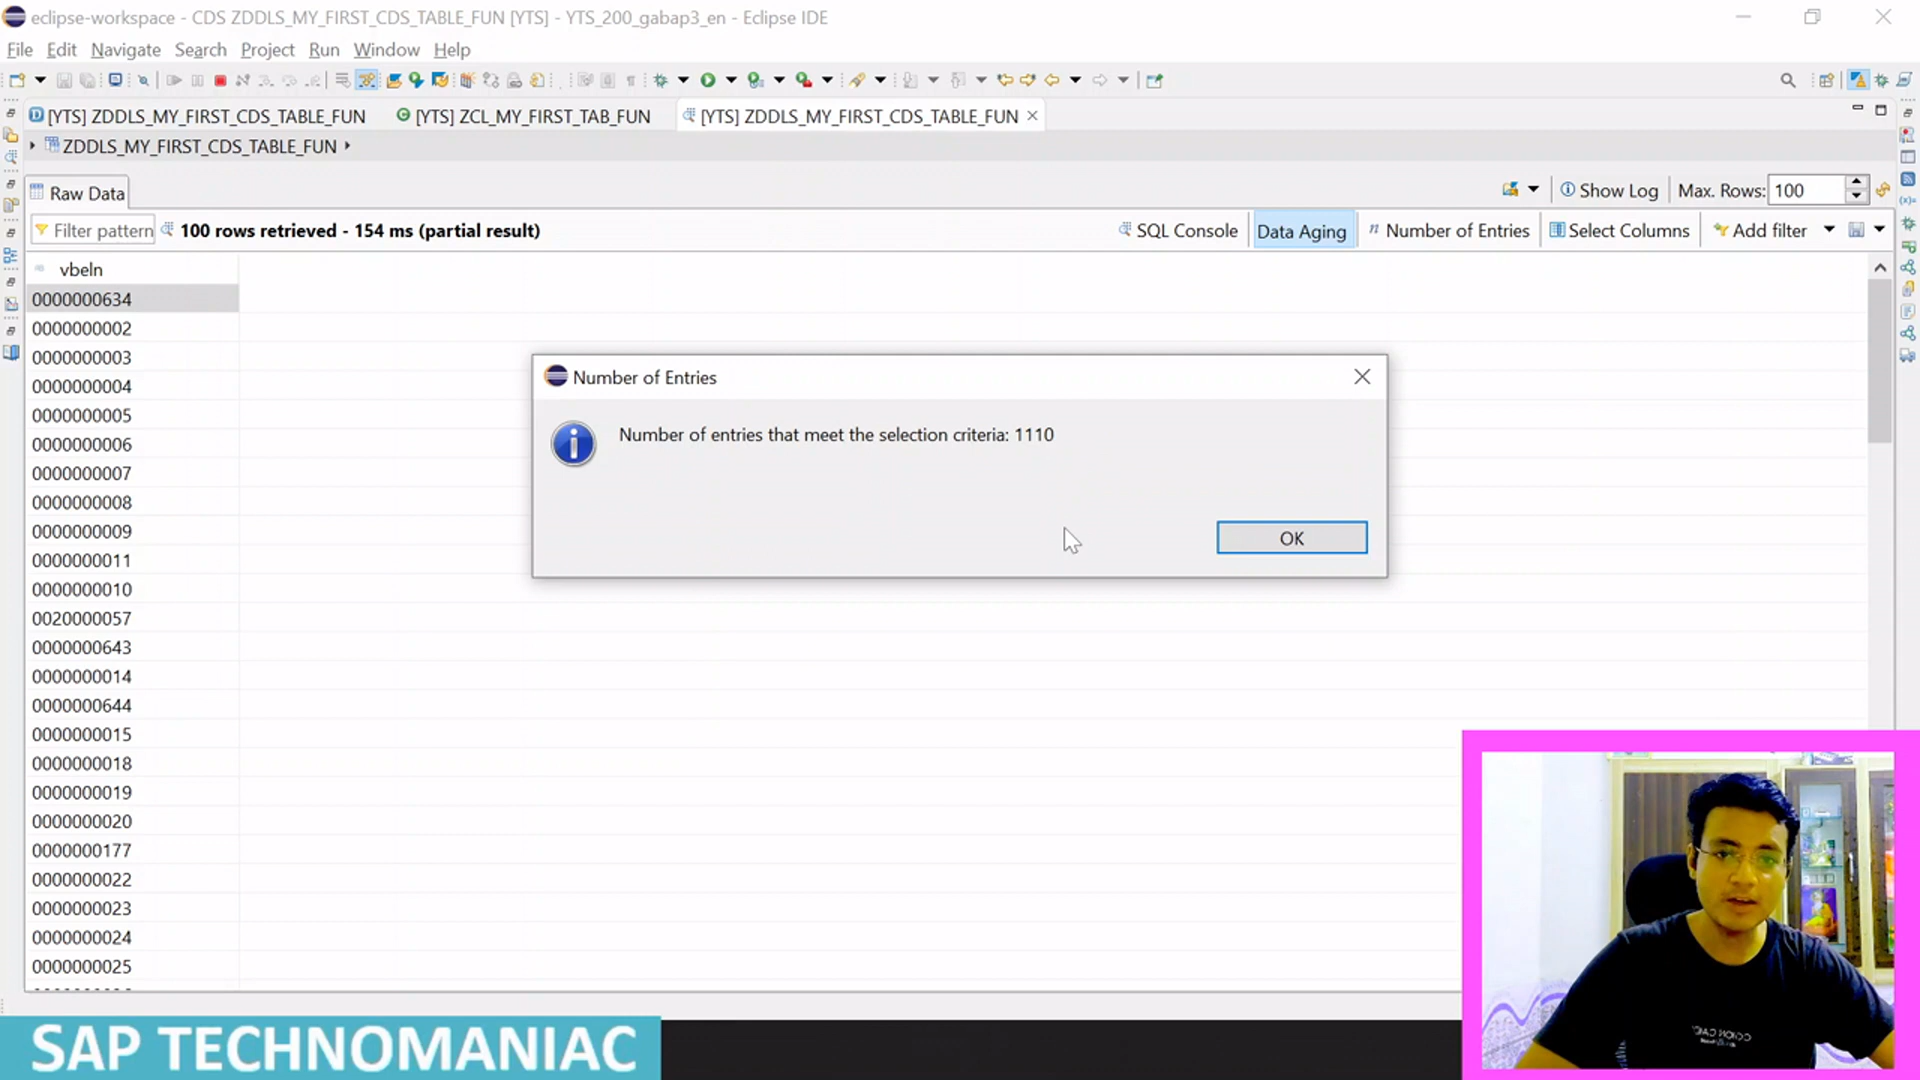 eclipse-workspace - CDS ZDDLS_MY_FIRST_CDS_TABLE_FUN [YTS] - YTS_200_gabap3_en - Eclipse IDE
File Edit Navigate Search Project Run Window Help
[YTS] ZDDLS_MY_FIRST_CDS_TABLE_FUN [YTS] ZCL_MY_FIRST_TAB_FUN [YTS] ZDDLS_MY_FIRST_CDS_TABLE_FUN
ZDDLS_MY_FIRST_CDS_TABLE_FUN
Raw Data Show Log Max. Rows: 100
Filter pattern 100 rows retrieved - 154 ms (partial result) SQL Console Data Aging Number of Entries Select Columns Add filter
vbeln
0000000634
0000000002
0000000003
0000000004
0000000005
0000000006
0000000007
0000000008
0000000009
0000000011
0000000010
0020000057
0000000643
0000000014
0000000644
0000000015
0000000018
0000000019
0000000020
0000000177
0000000022
0000000023
0000000024
0000000025
Number of Entries
Number of entries that meet the selection criteria: 1110
OK
SAP TECHNOMANIAC